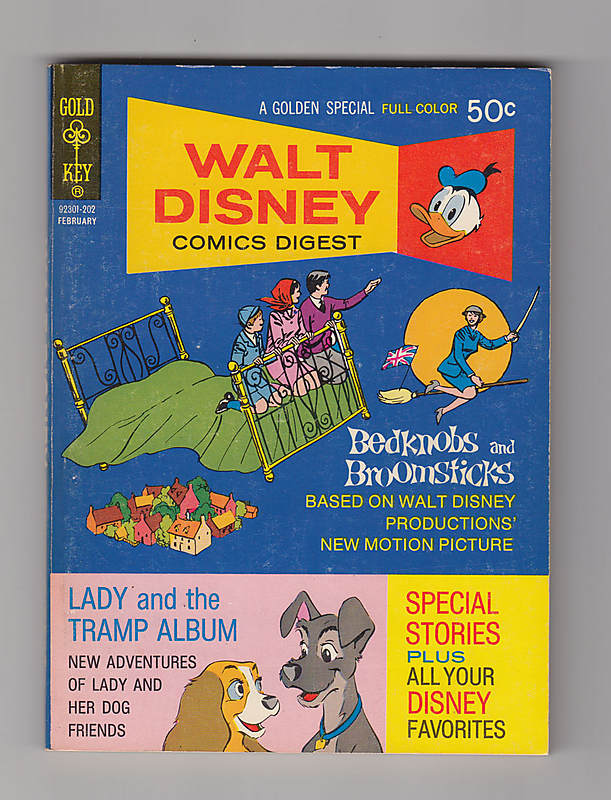 GOLD
KEY
®
92301-202
FEBRUARY
A GOLDEN SPECIAL FULL COLOR 50¢
WALT
DISNEY
COMICS DIGEST
BEDKNOBS and
BROOMSTICKS
BASED ON WALT DISNEY
PRODUCTIONS'
NEW MOTION PICTURE
LADY and the
TRAMP ALBUM
NEW ADVENTURES
OF LADY AND
HER DOG
FRIENDS
SPECIAL
STORIES
PLUS
ALL YOUR
DISNEY
FAVORITES